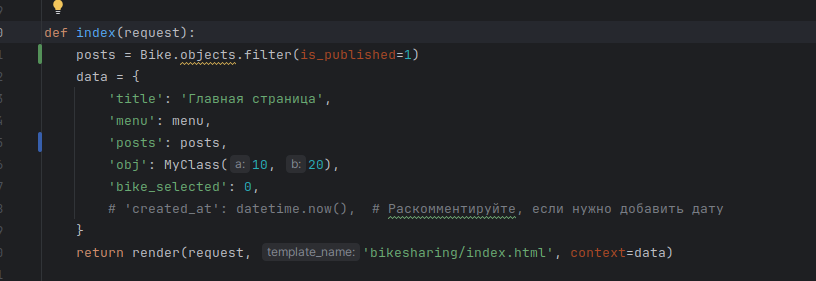 def index(request):
    posts = Bike.objects.filter(is_published=1)
    data = {
        'title': 'Главная страница',
        'menu': menu,
        'posts': posts,
        'obj': MyClass( a: 10, b: 20),
        'bike_selected': 0,
        # 'created_at': datetime.now(),  # Раскомментируйте, если нужно добавить дату
    }
    return render(request, template_name: 'bikesharing/index.html', context=data)